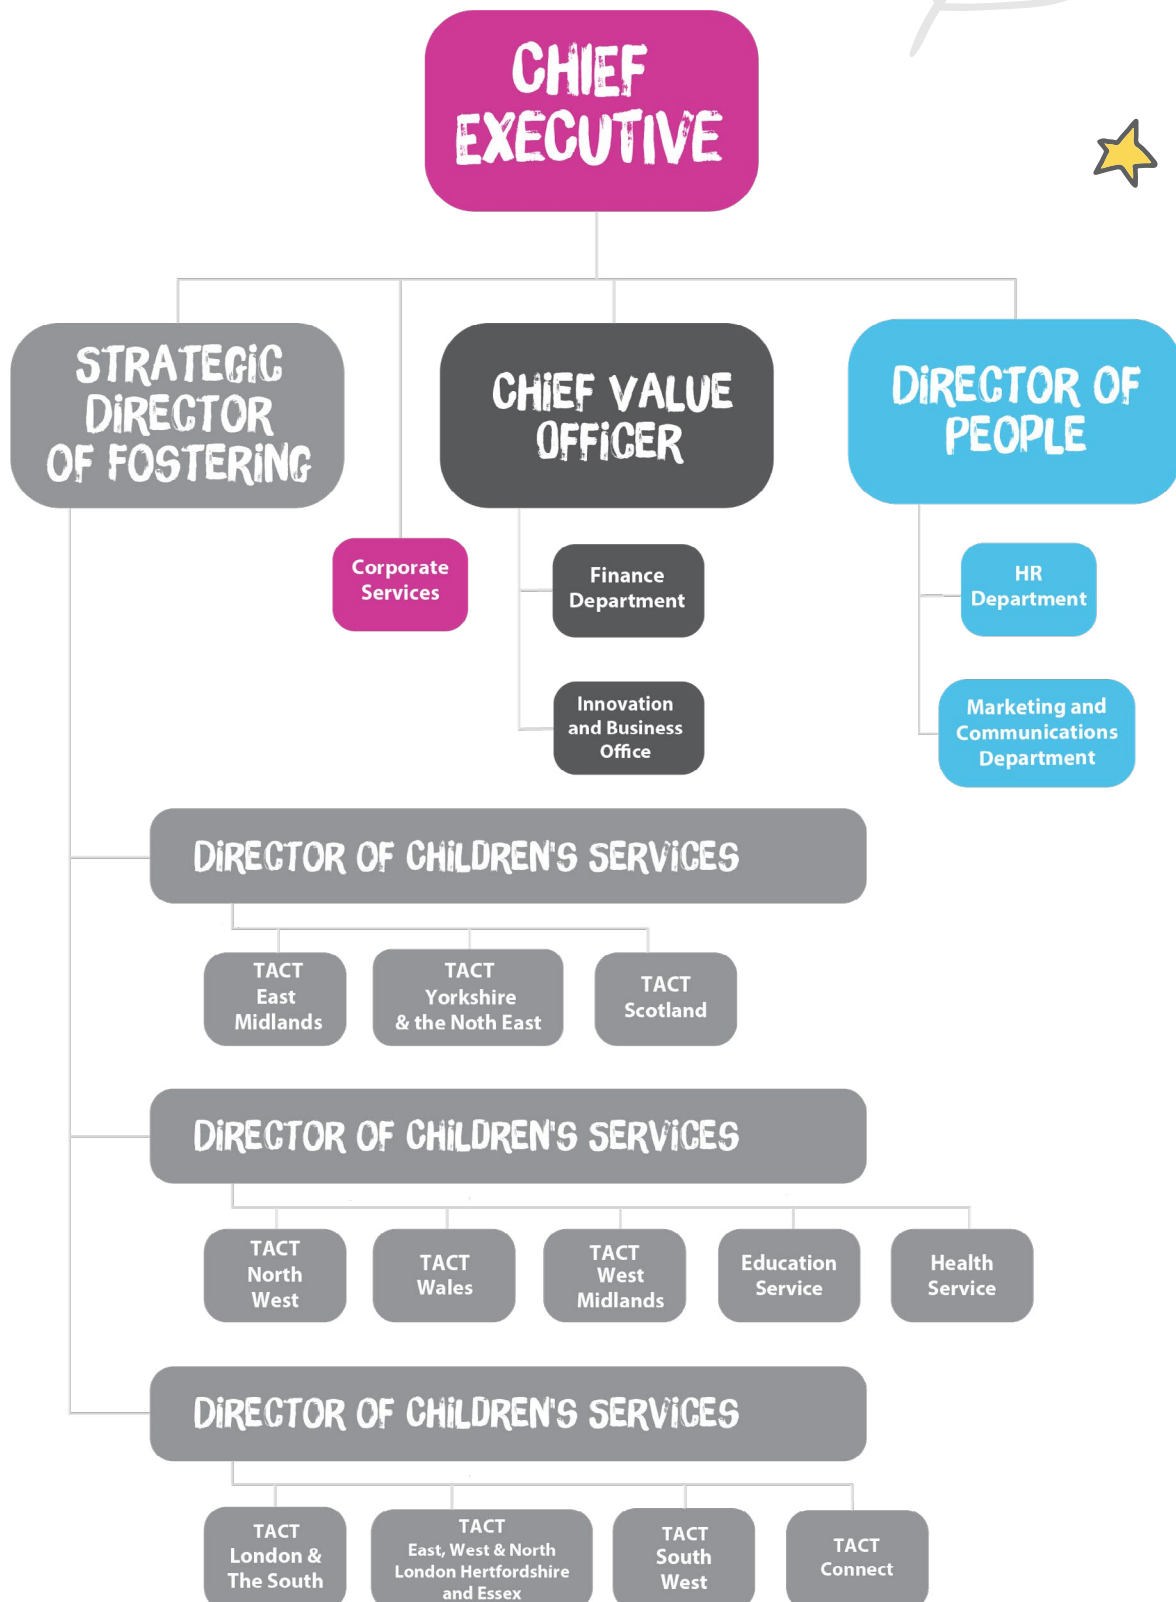 CHIEF
EXECUTIVE
STRATEGIC
DIRECTOR
OF FOSTERING
CHIEF VALUE
OFFICER
DIRECTOR OF
PEOPLE
Corporate
Services
Finance
Department
HR
Department
Innovation
and Business
Office
Marketing and
Communications
Department
DIRECTOR OF CHILDREN'S SERVICES
TACT
East
Midlands
TACT
Yorkshire
& the Noth East
TACT
Scotland
DIRECTOR OF CHILDREN'S SERVICES
TACT
North
West
TACT
Wales
TACT
West
Midlands
Education
Service
Health
Service
DIRECTOR OF CHILDREN'S SERVICES
TACT
London &
The South
TACT
East, West & North
London Hertfordshire
and Essex
TACT
South
West
TACT
Connect